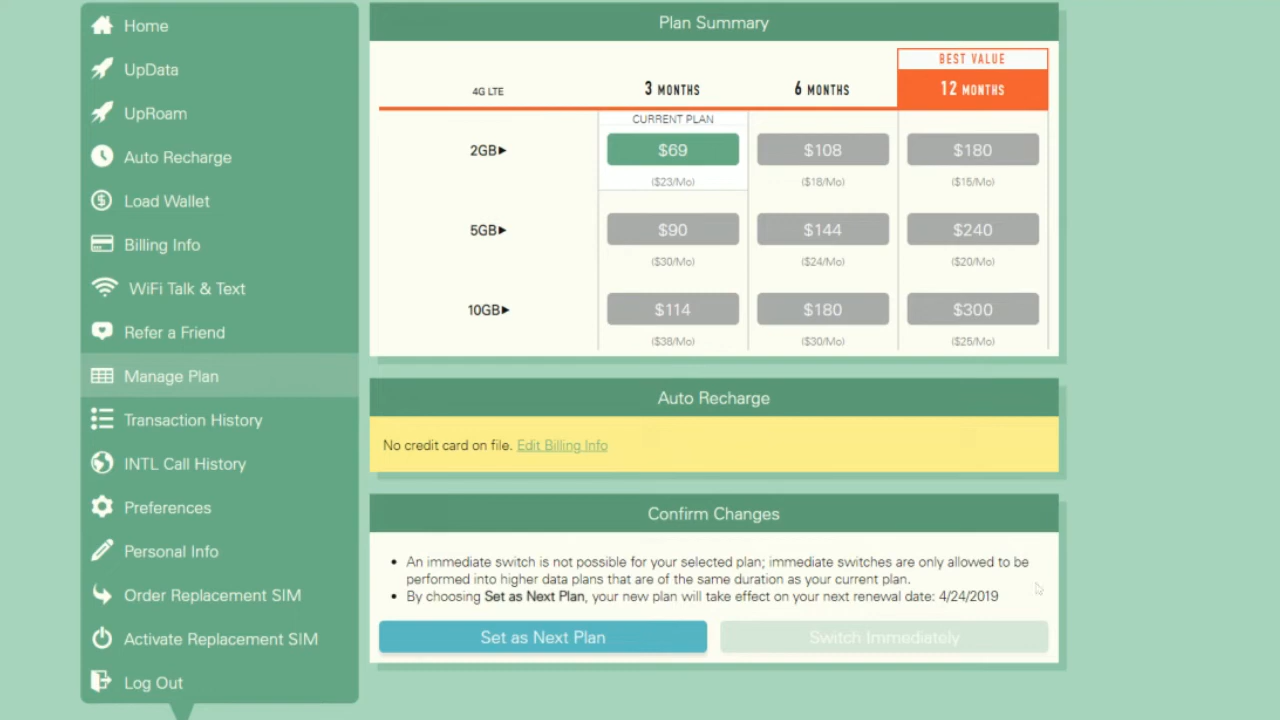 Home
UpData
UpRoam
Auto Recharge
Load Wallet
Billing Info
WiFi Talk & Text
Refer a Friend
Manage Plan
Transaction History
INTL Call History
Preferences
Personal Info
Order Replacement SIM
Activate Replacement SIM
Log Out
Plan Summary
BEST VALUE
4G LTE 3 MONTHS 6 MONTHS 12 MONTHS
CURRENT PLAN
2GB▶ $69 $108 $180
($23/Mo) ($18/Mo) ($15/Mo)
5GB▶ $90 $144 $240
($30/Mo) ($24/Mo) ($20/Mo)
10GB▶ $114 $180 $300
($38/Mo) ($30/Mo) ($25/Mo)
Auto Recharge
No credit card on file. Edit Billing Info
Confirm Changes
• An immediate switch is not possible for your selected plan; immediate switches are only allowed to be
performed into higher data plans that are of the same duration as your current plan.
• By choosing Set as Next Plan, your new plan will take effect on your next renewal date: 4/24/2019
Set as Next Plan Switch Immediately